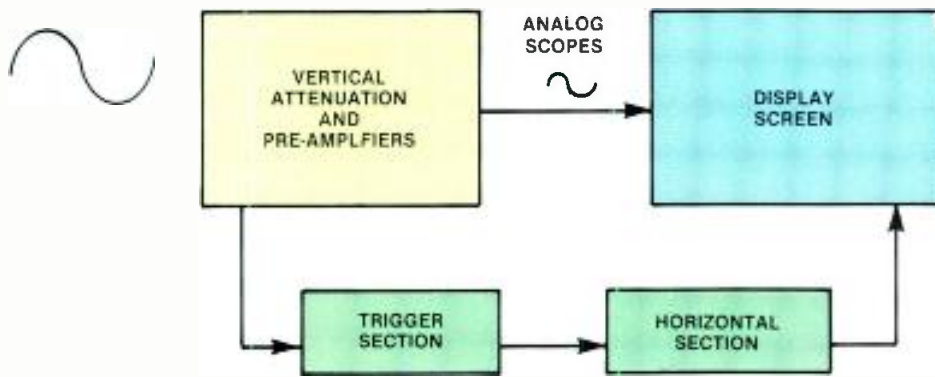 ANALOG
SCOPES
VERTICAL
ATTENUATION
AND
PRE-AMPLFIERS
DISPLAY
SCREEN
TRIGGER
SECTION
HORIZONTAL
SECTION